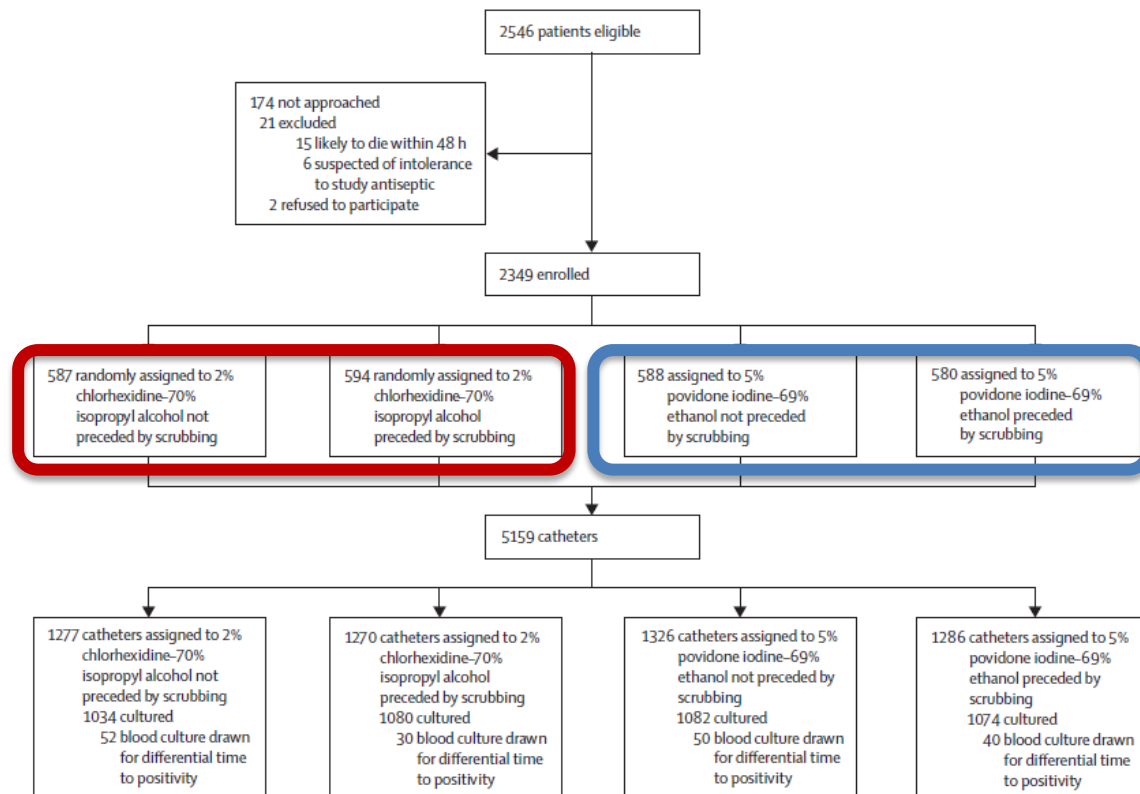 2546 patients eligible
174 not approached
21 excluded
15 likely to die within 48 h
6 suspected of intolerance
to study antiseptic
2 refused to participate
2349 enrolled
587 randomly assigned to 2%
chlorhexidine–70%
isopropyl alcohol not
preceded by scrubbing
594 randomly assigned to 2%
chlorhexidine–70%
isopropyl alcohol
preceded by scrubbing
588 assigned to 5%
povidone iodine–69%
ethanol not preceded
by scrubbing
580 assigned to 5%
povidone iodine–69%
ethanol preceded
by scrubbing
5159 catheters
1277 catheters assigned to 2%
chlorhexidine–70%
isopropyl alcohol not
preceded by scrubbing
1034 cultured
52 blood culture drawn
for differential time
to positivity
1270 catheters assigned to 2%
chlorhexidine–70%
isopropyl alcohol
preceded by scrubbing
1080 cultured
30 blood culture drawn
for differential time
to positivity
1326 catheters assigned to 5%
povidone iodine–69%
ethanol not preceded by
scrubbing
1082 cultured
50 blood culture drawn
for differential time
to positivity
1286 catheters assigned to 5%
povidone iodine–69%
ethanol preceded by
scrubbing
1074 cultured
40 blood culture drawn
for differential time
to positivity